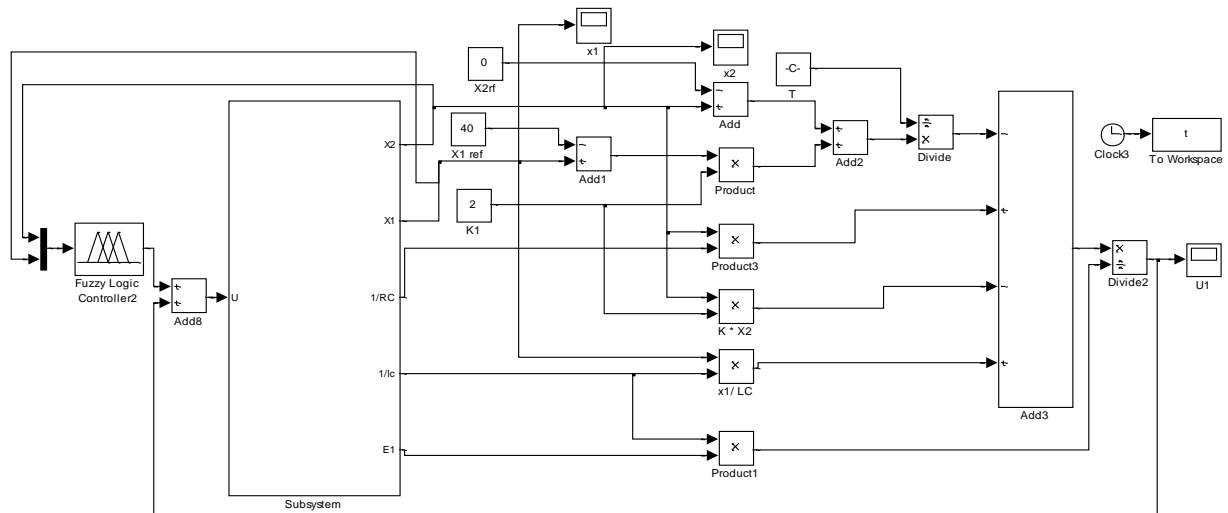 x1
0
X2rf
x2
-C-
T
40
X1 ref
Add
Add1
Add2
÷
×
Divide
Clock3
t
To Workspace
X2
×
Product
2
K1
X1
Fuzzy Logic
Controller2
×
Product3
×
÷
Divide2
U1
Add8
U
1/RC
×
K * X2
1/lc
×
x1/ LC
Add3
E1
×
Product1
Subsystem